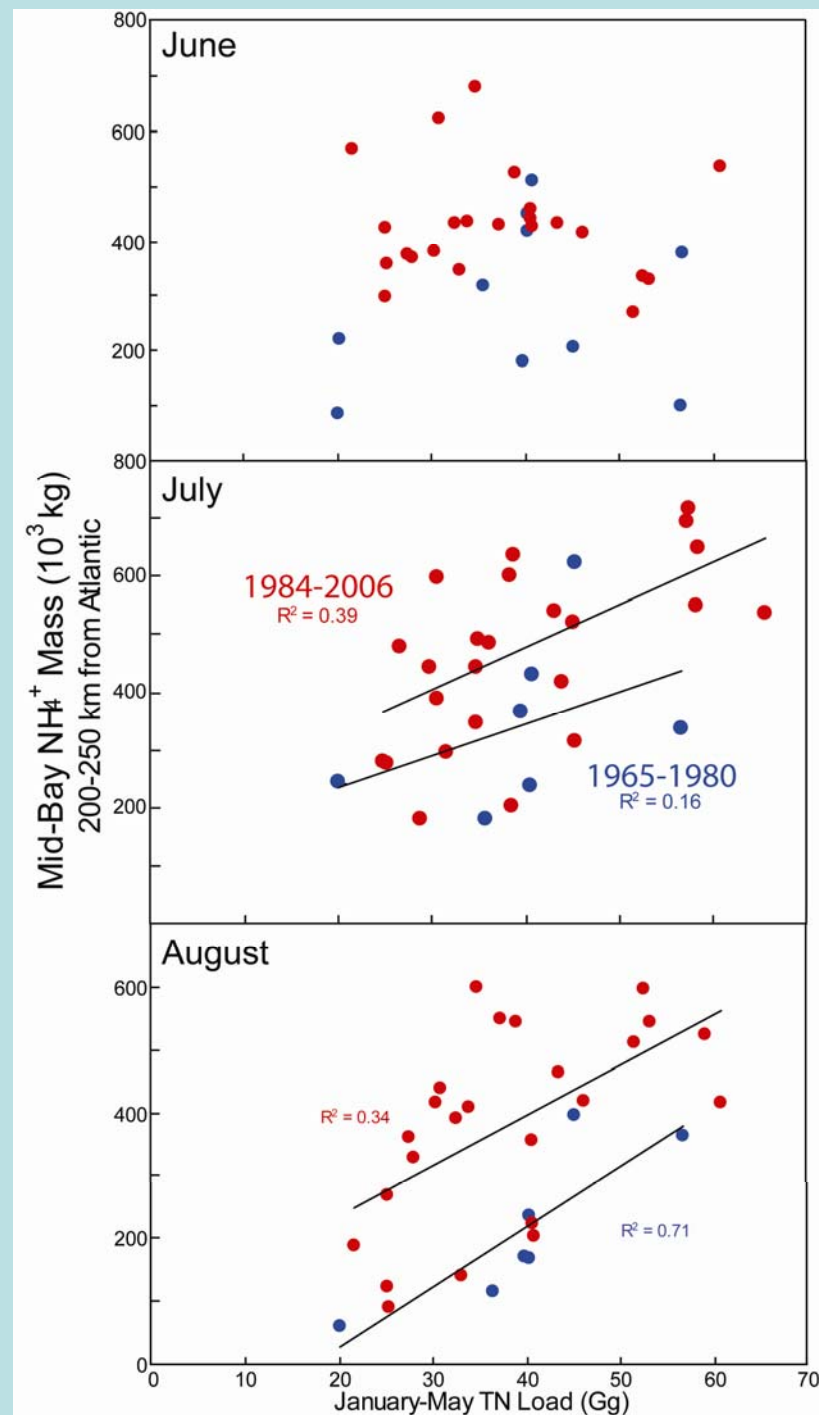 800
June
600
400
200
800
July
1984-2006
R² = 0.39
600
400
1965-1980
R² = 0.16
200
August
600
R² = 0.34
400
R² = 0.71
200
0
0 10 20 30 40 50 60 70
January-May TN Load (Gg)
Mid-Bay NH₄⁺ Mass (10³ kg)
200-250 km from Atlantic